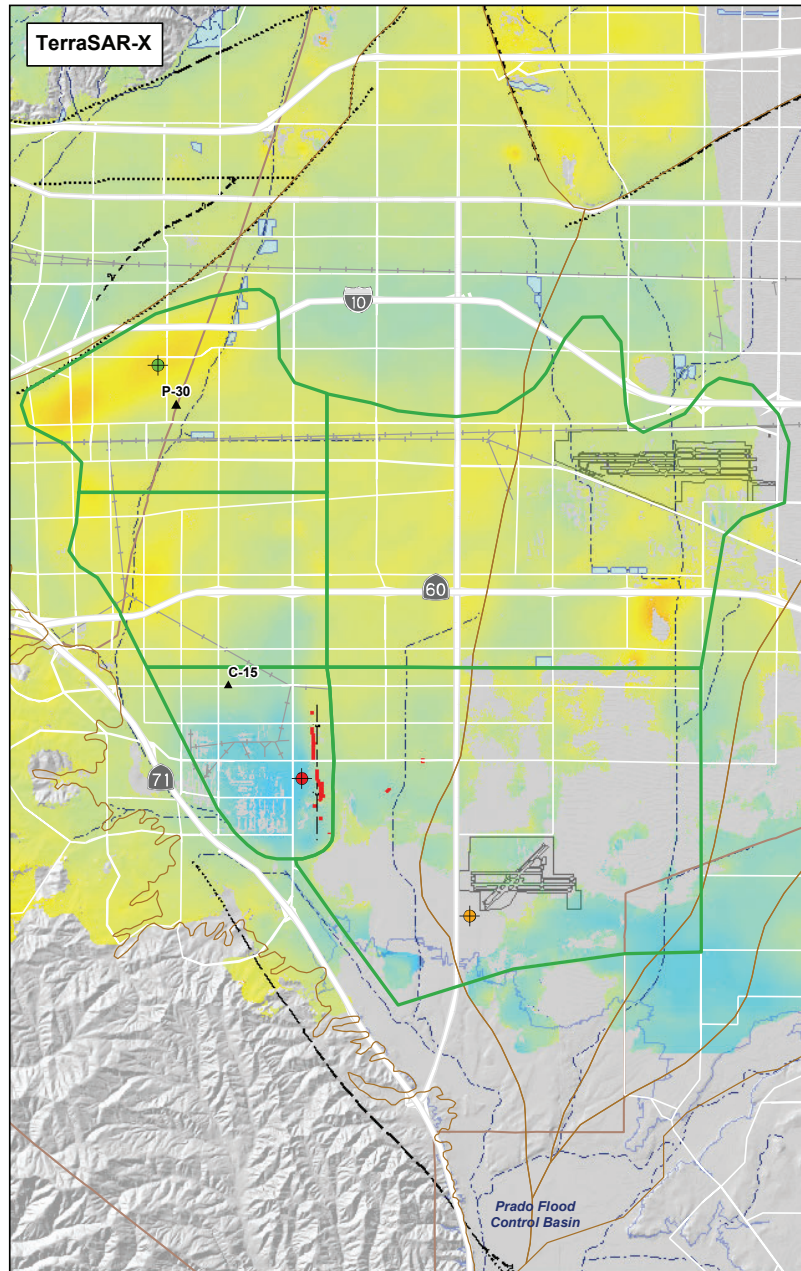 TerraSAR-X
10
P-30
60
C-15
71
Prado Flood
Control Basin